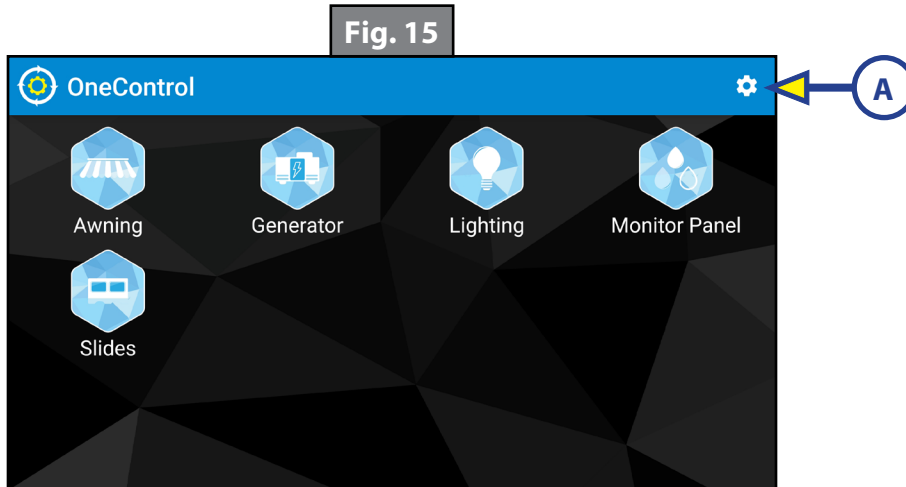 Fig. 15
OneControl
A
Awning
Generator
Lighting
Monitor Panel
Slides